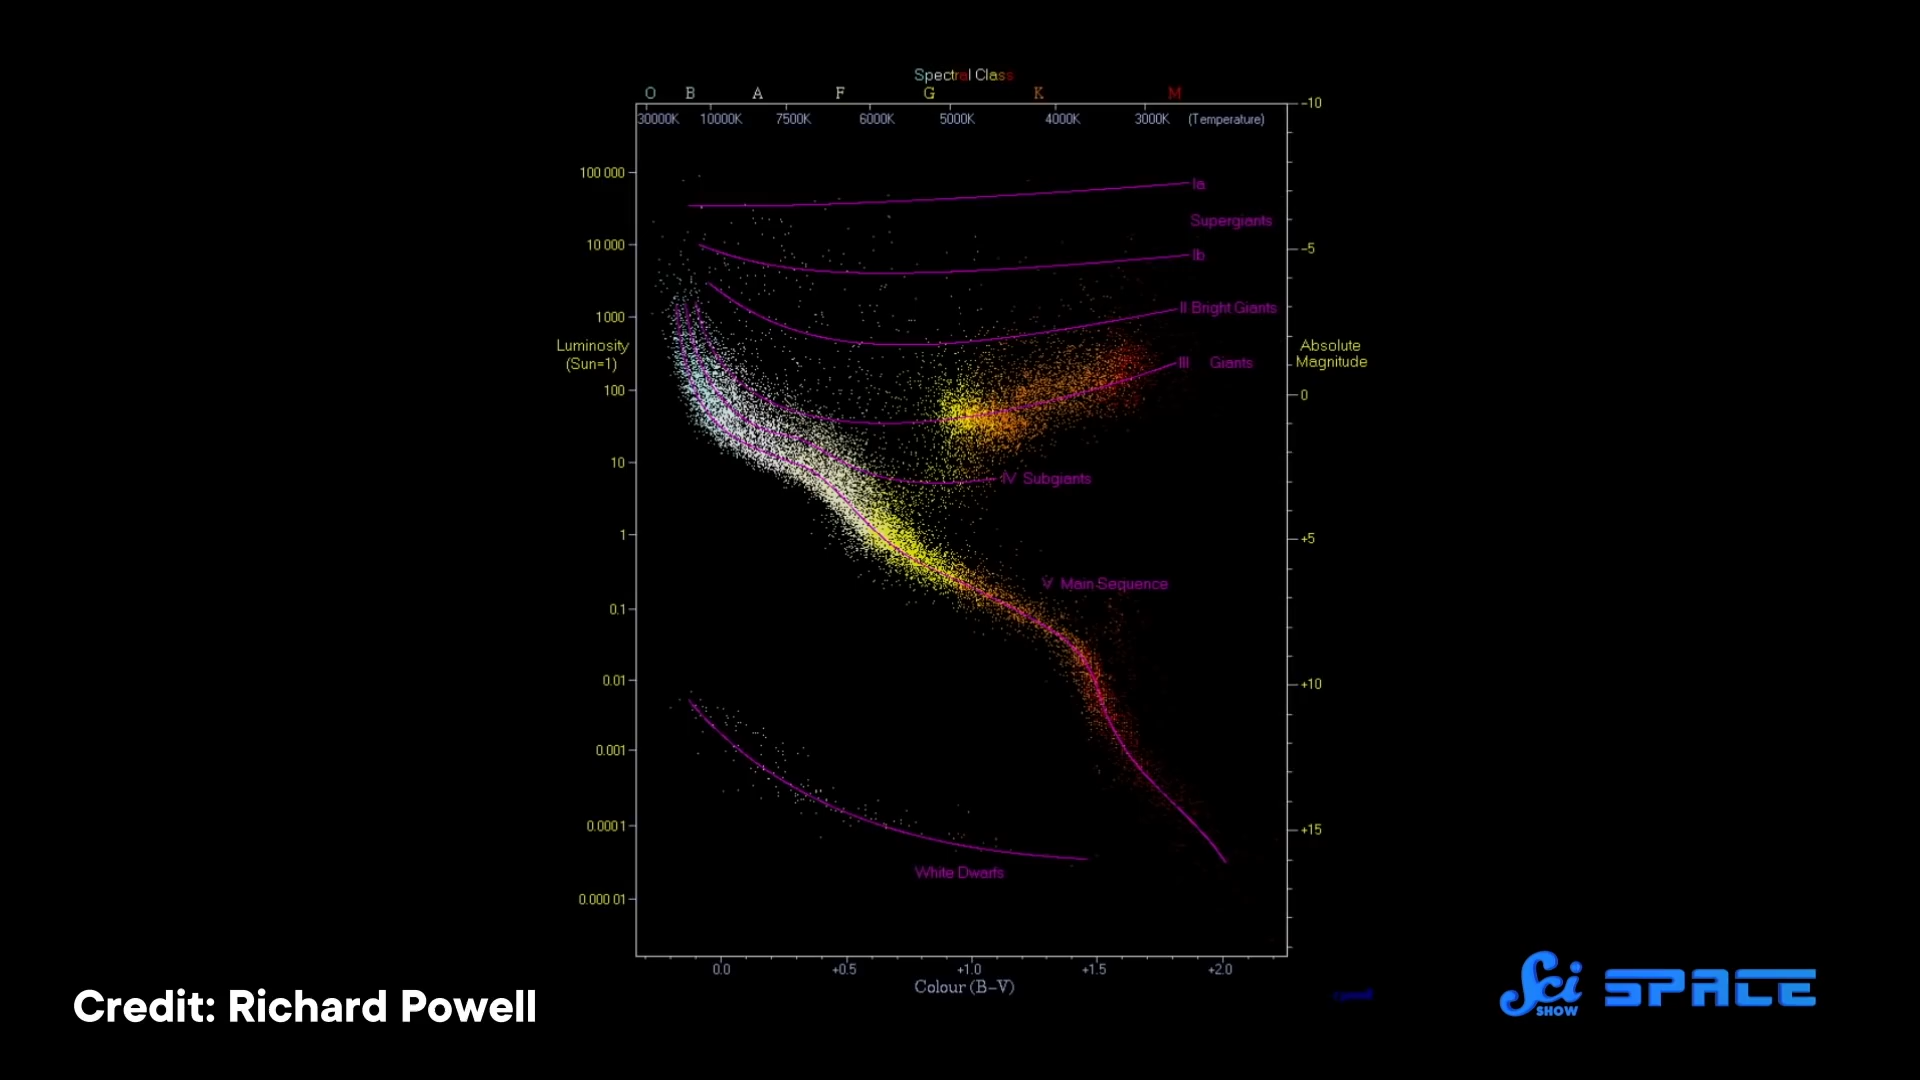 Spectral Class
O B A F G K M
30000K 10000K 7500K 6000K 5000K 4000K 3000K (Temperature)
-10
100 000
Ia
Supergiants
10 000
-5
Ib
II Bright Giants
1000
Luminosity
(Sun=1)
Absolute
Magnitude
III Giants
100
0
10
IV Subgiants
1
+5
V Main Sequence
0.1
0.01
+10
0.001
0.0001
+15
White Dwarfs
0.000 01
0.0 +0.5 +1.0 +1.5 +2.0
Colour (B-V)
Credit: Richard Powell
Sci
SHOW
SPACE